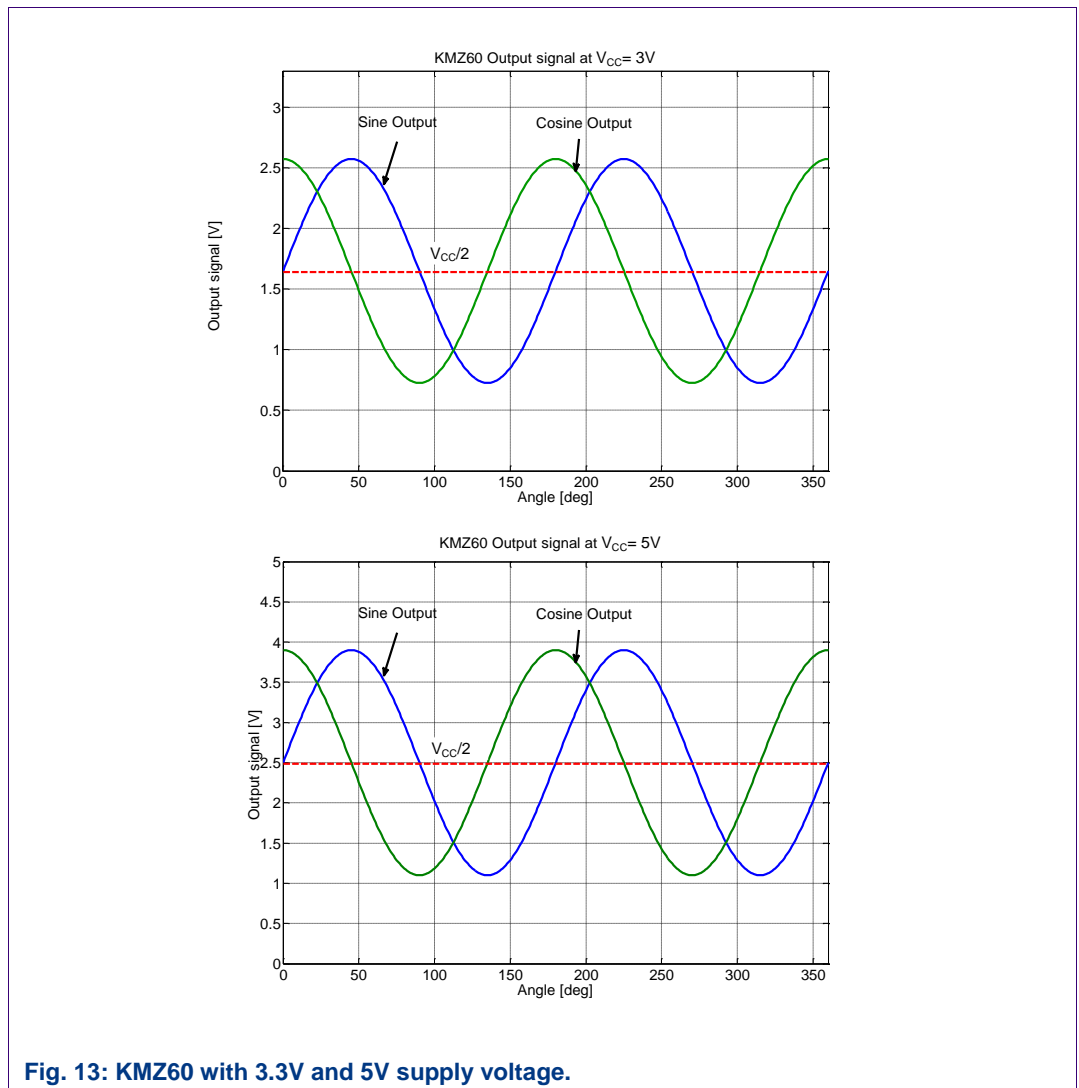 KMZ60 Output signal at VCC= 3V
Sine Output
Cosine Output
VCC/2
Output signal [V]
3
2.5
2
1.5
1
0.5
0
0 50 100 150 200 250 300 350
Angle [deg]
KMZ60 Output signal at VCC= 5V
Sine Output
Cosine Output
VCC/2
Output signal [V]
5
4.5
4
3.5
3
2.5
2
1.5
1
0.5
0
0 50 100 150 200 250 300 350
Angle [deg]
Fig. 13: KMZ60 with 3.3V and 5V supply voltage.